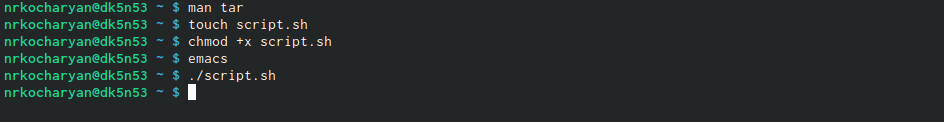 nrkocharyan@dk5n53 ~ $ man tar
nrkocharyan@dk5n53 ~ $ touch script.sh
nrkocharyan@dk5n53 ~ $ chmod +x script.sh
nrkocharyan@dk5n53 ~ $ emacs
nrkocharyan@dk5n53 ~ $ ./script.sh
nrkocharyan@dk5n53 ~ $